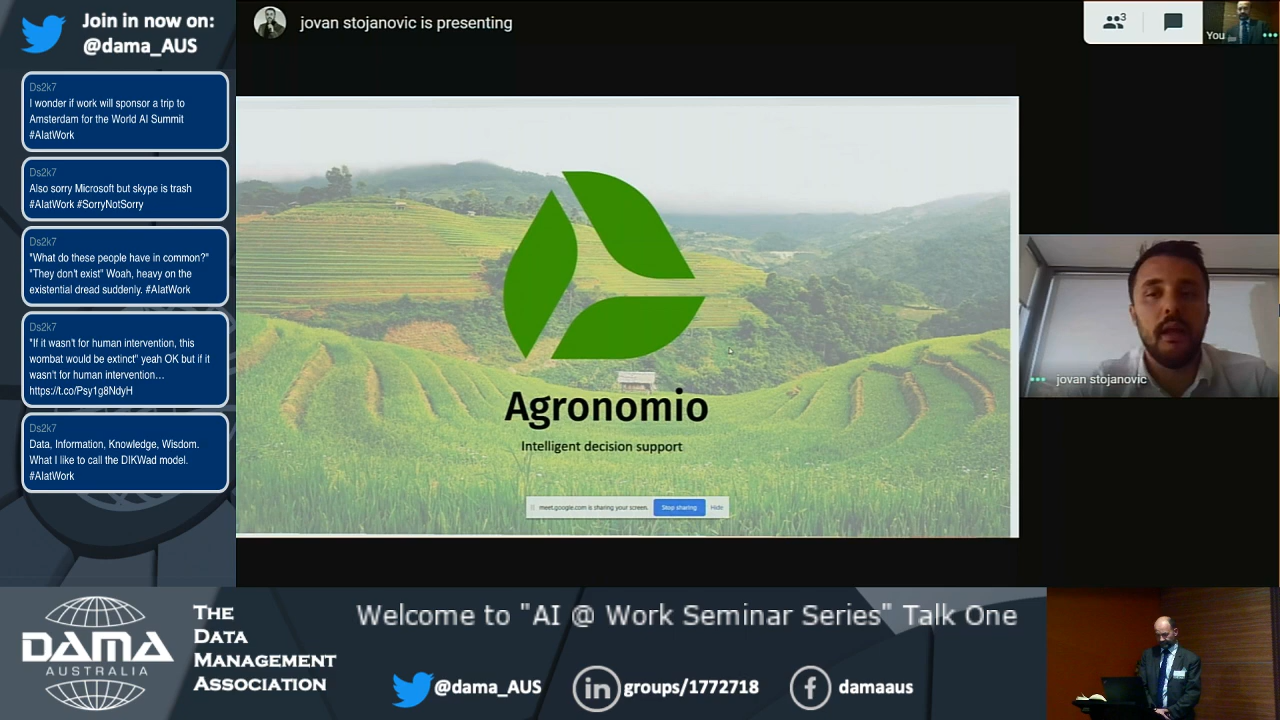 Join in now on:
@dama_AUS
Ds2k7
I wonder if work will sponsor a trip to
Amsterdam for the World AI Summit
#AIatWork
Ds2k7
Also sorry Microsoft but skype is trash
#AIatWork #SorryNotSorry
Ds2k7
"What do these people have in common?"
"They don't exist" Woah, heavy on the
existential dread suddenly. #AIatWork
Ds2k7
"If it wasn't for human intervention, this
wombat would be extinct" yeah OK but if it
wasn't for human intervention…
https://t.co/Psy1g8NdyH
Ds2k7
Data, Information, Knowledge, Wisdom.
What I like to call the DIKWad model.
#AIatWork
jovan stojanovic is presenting
3
You
Agronomio
Intelligent decision support
meet.google.com is sharing your screen.
Stop sharing
Hide
jovan stojanovic
DAMA
AUSTRALIA
THE
DATA
MANAGEMENT
ASSOCIATION
Welcome to "AI @ Work Seminar Series" Talk One
@dama_AUS
in
groups/1772718
f
damaaus